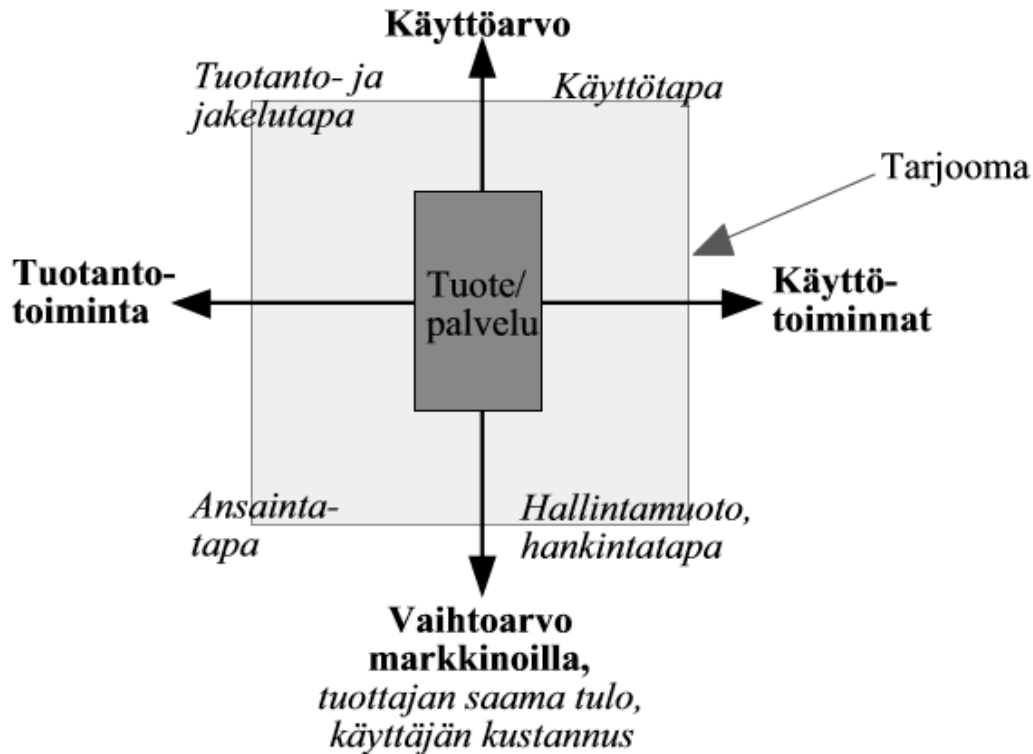 Käyttöarvo
Tuotanto- ja
jakelutapa
Käyttötapa
Tarjooma
Tuotanto-
toiminta
Tuote/
palvelu
Käyttö-
toiminnat
Ansainta-
tapa
Hallintamuoto,
hankintatapa
Vaihtoarvo
markkinoilla,
tuottajan saama tulo,
käyttäjän kustannus